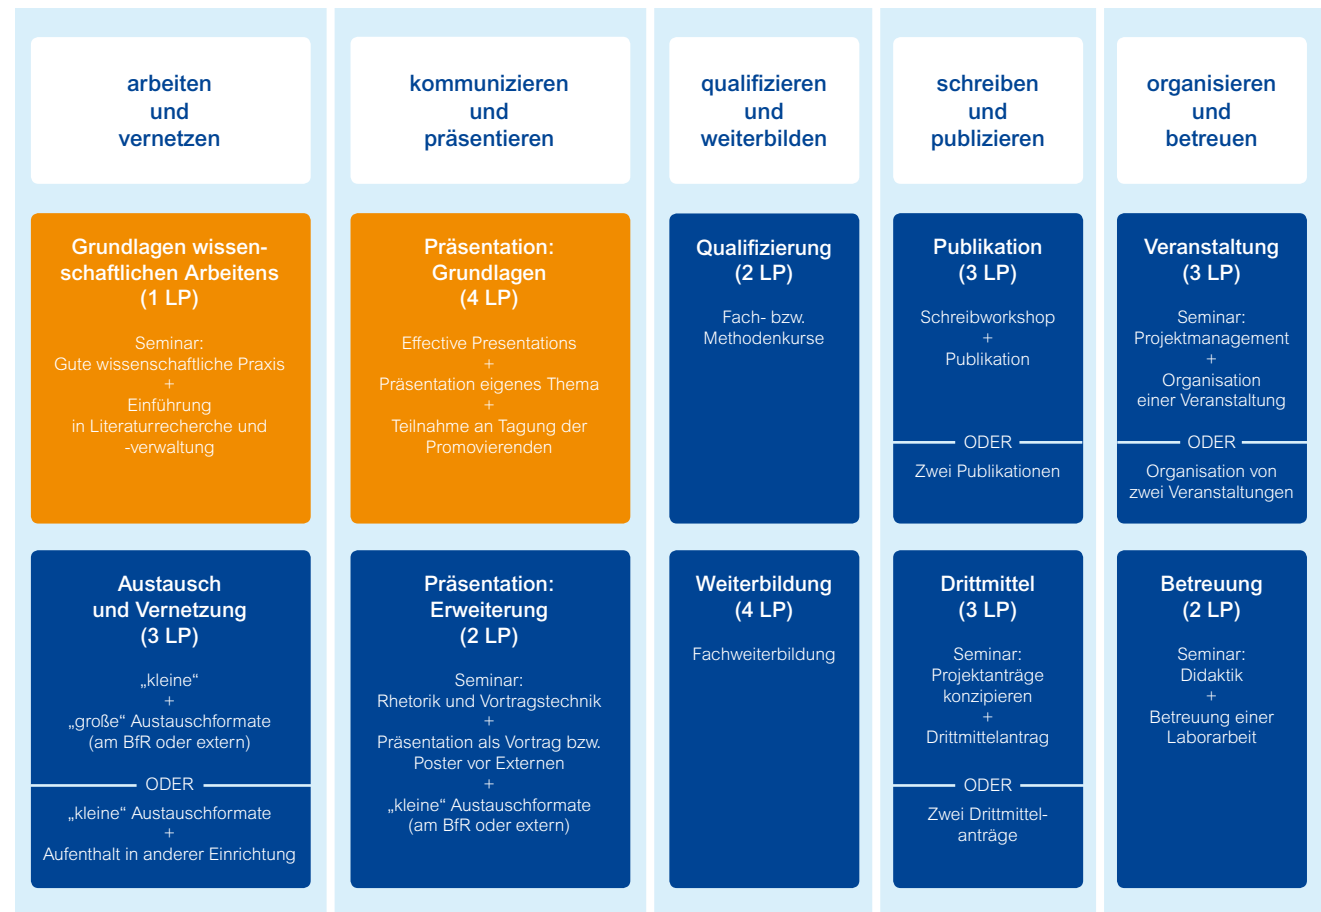 arbeiten
und
vernetzen
kommunizieren
und
präsentieren
qualifizieren
und
weiterbilden
schreiben
und
publizieren
organisieren
und
betreuen
Grundlagen wissen-
schaftlichen Arbeitens
(1 LP)
Seminar:
Gute wissenschaftliche Praxis
+
Einführung
in Literaturrecherche und
-verwaltung
Präsentation:
Grundlagen
(4 LP)
Effective Presentations
+
Präsentation eigenes Thema
+
Teilnahme an Tagung der
Promovierenden
Qualifizierung
(2 LP)
Fach- bzw.
Methodenkurse
Publikation
(3 LP)
Schreibworkshop
+
Publikation
ODER
Zwei Publikationen
Veranstaltung
(3 LP)
Seminar:
Projektmanagement
+
Organisation
einer Veranstaltung
ODER
Organisation von
zwei Veranstaltungen
Austausch
und Vernetzung
(3 LP)
„kleine“
+
„große“ Austauschformate
(am BfR oder extern)
ODER
„kleine“ Austauschformate
+
Aufenthalt in anderer Einrichtung
Präsentation:
Erweiterung
(2 LP)
Seminar:
Rhetorik und Vortragstechnik
+
Präsentation als Vortrag bzw.
Poster vor Externen
+
„kleine“ Austauschformate
(am BfR oder extern)
Weiterbildung
(4 LP)
Fachweiterbildung
Drittmittel
(3 LP)
Seminar:
Projektanträge
konzipieren
+
Drittmittelantrag
ODER
Zwei Drittmittel-
anträge
Betreuung
(2 LP)
Seminar:
Didaktik
+
Betreuung einer
Laborarbeit